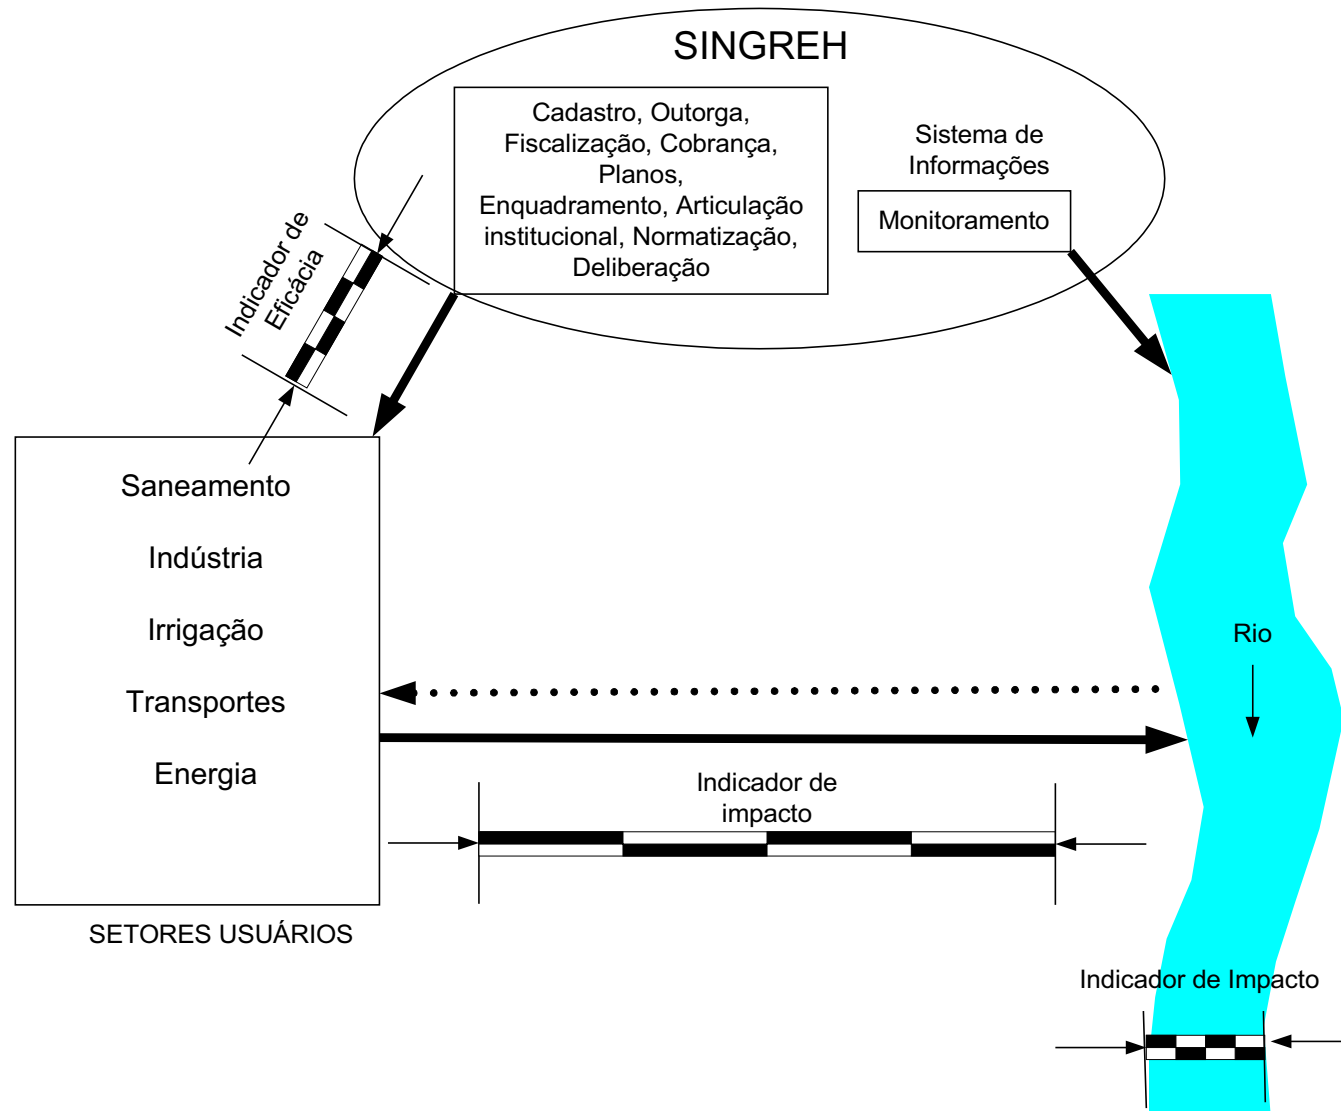 SINGREH
Cadastro, Outorga,
Fiscalização, Cobrança,
Planos,
Enquadramento, Articulação
institucional, Normatização,
Deliberação
Sistema de
Informações
Monitoramento
Indicador de
Eficácia
Saneamento
Indústria
Irrigação
Transportes
Energia
SETORES USUÁRIOS
Rio
Indicador de
impacto
Indicador de Impacto